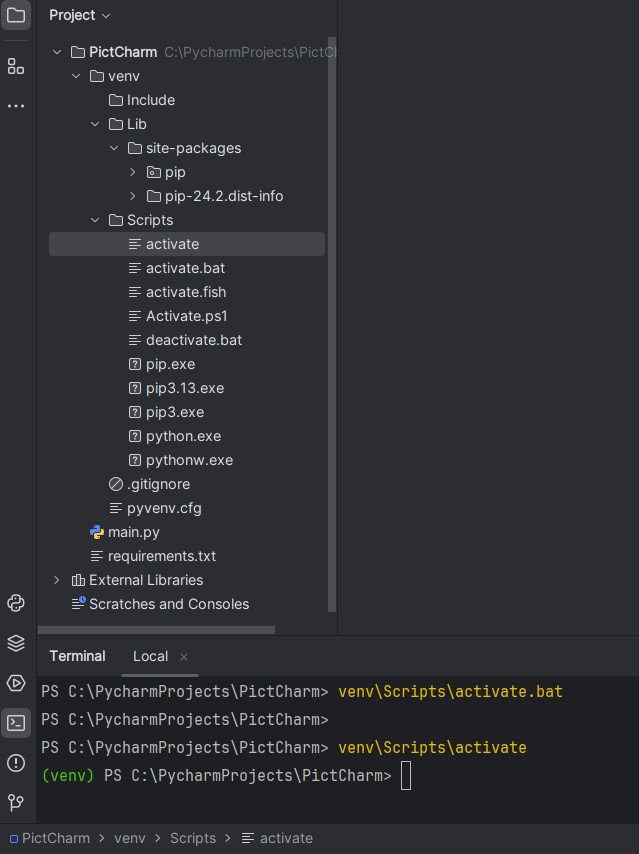 Project
PictCharm C:\PycharmProjects\PictCh
venv
Include
Lib
site-packages
pip
pip-24.2.dist-info
Scripts
activate
activate.bat
activate.fish
Activate.ps1
deactivate.bat
pip.exe
pip3.13.exe
pip3.exe
python.exe
pythonw.exe
.gitignore
pyvenv.cfg
main.py
requirements.txt
External Libraries
Scratches and Consoles
Terminal Local ×
PS C:\PycharmProjects\PictCharm> venv\Scripts\activate.bat
PS C:\PycharmProjects\PictCharm>
PS C:\PycharmProjects\PictCharm> venv\Scripts\activate
(venv) PS C:\PycharmProjects\PictCharm>
PictCharm > venv > Scripts > activate